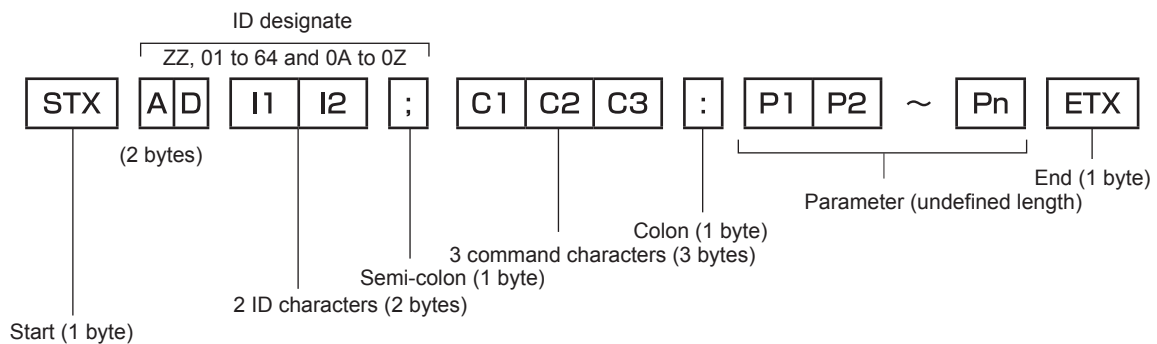 ID designate
ZZ, 01 to 64 and 0A to 0Z
STX A D I1 I2 ; C1 C2 C3 : P1 P2 ~ Pn ETX
(2 bytes)
End (1 byte)
Parameter (undefined length)
Colon (1 byte)
3 command characters (3 bytes)
Semi-colon (1 byte)
2 ID characters (2 bytes)
Start (1 byte)